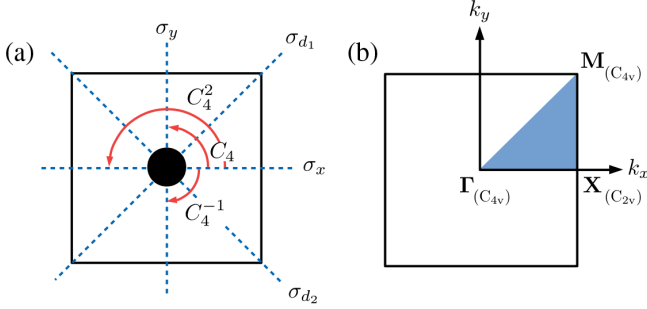 (a)
σ_y
σ_{d_1}
C_4^2
C_4
σ_x
C_4^{-1}
σ_{d_2}
(b)
k_y
M_{(C_{4v})}
k_x
Γ_{(C_{4v})}
X_{(C_{2v})}